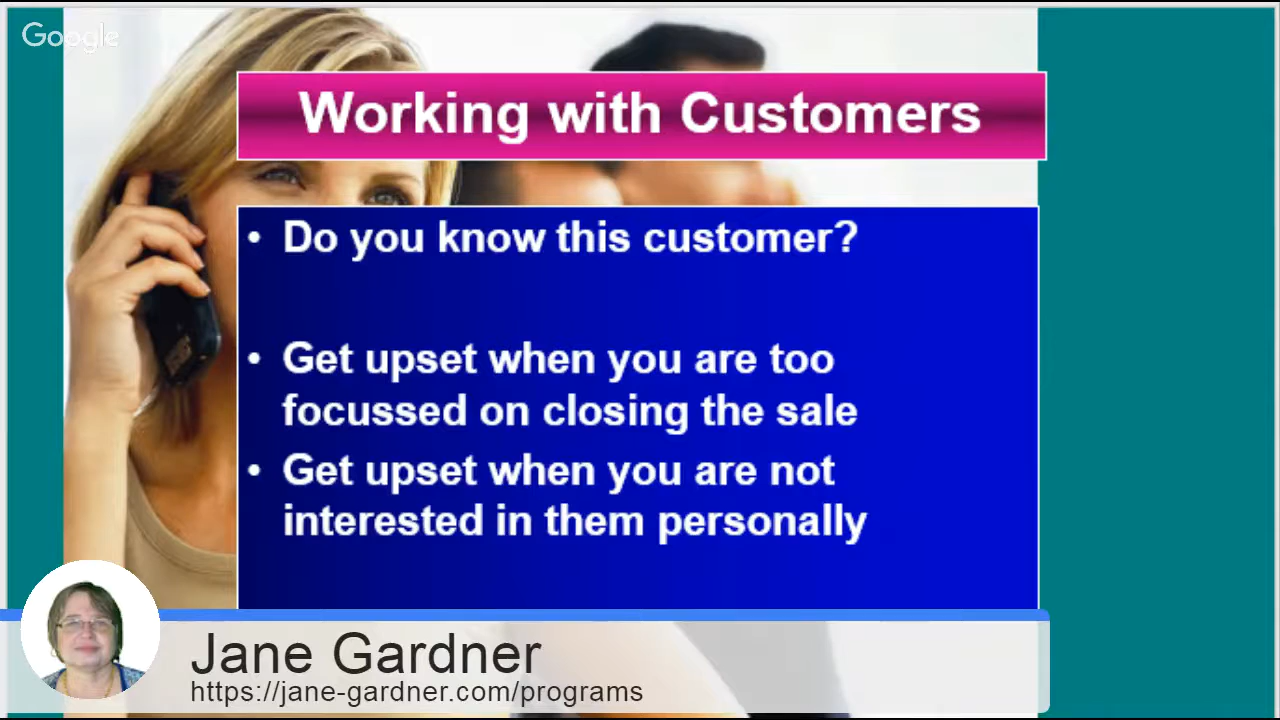 Google
Working with Customers
• Do you know this customer?
• Get upset when you are too
focussed on closing the sale
• Get upset when you are not
interested in them personally
Jane Gardner
https://jane-gardner.com/programs